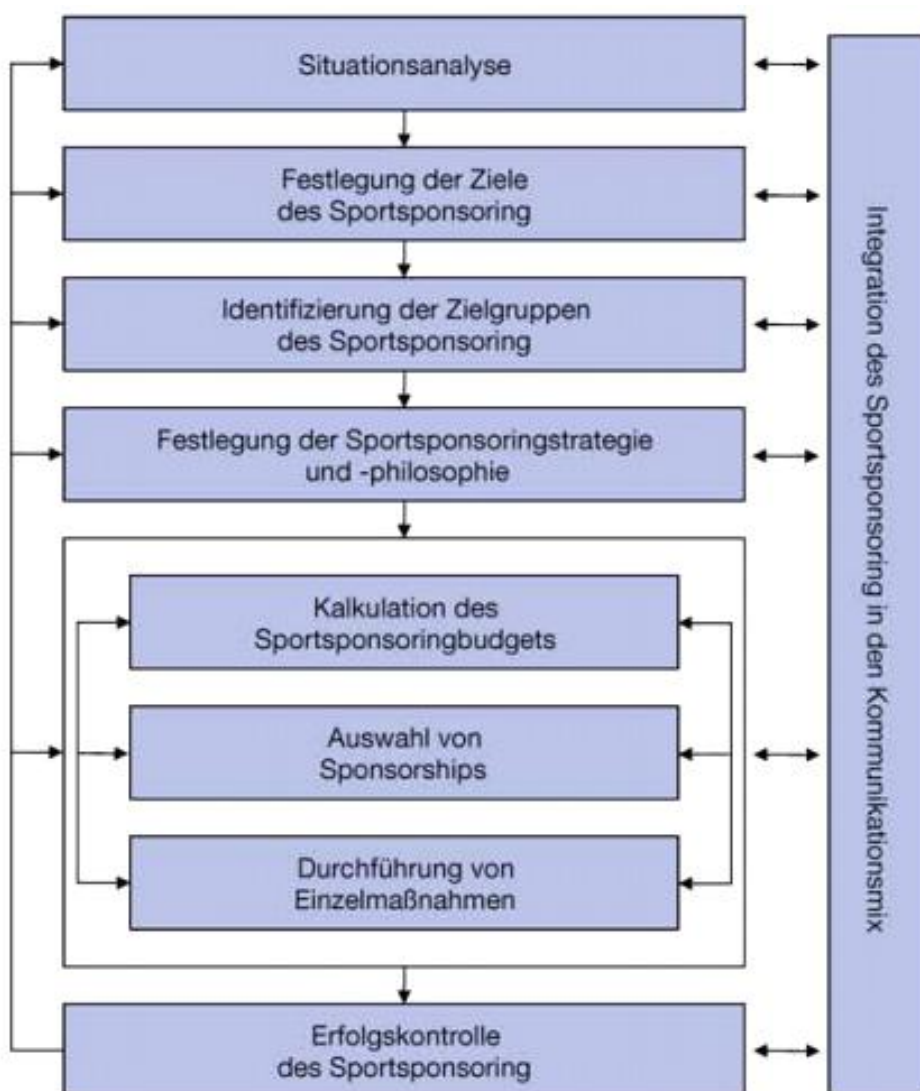 Situationsanalyse
Festlegung der Ziele
des Sportsponsoring
Identifizierung der Zielgruppen
des Sportsponsoring
Festlegung der Sportsponsoringstrategie
und -philosophie
Kalkulation des
Sportsponsoringbudgets
Auswahl von
Sponsorships
Durchführung von
Einzelmaßnahmen
Erfolgskontrolle
des Sportsponsoring
Integration des Sportsponsoring in den Kommunikationsmix